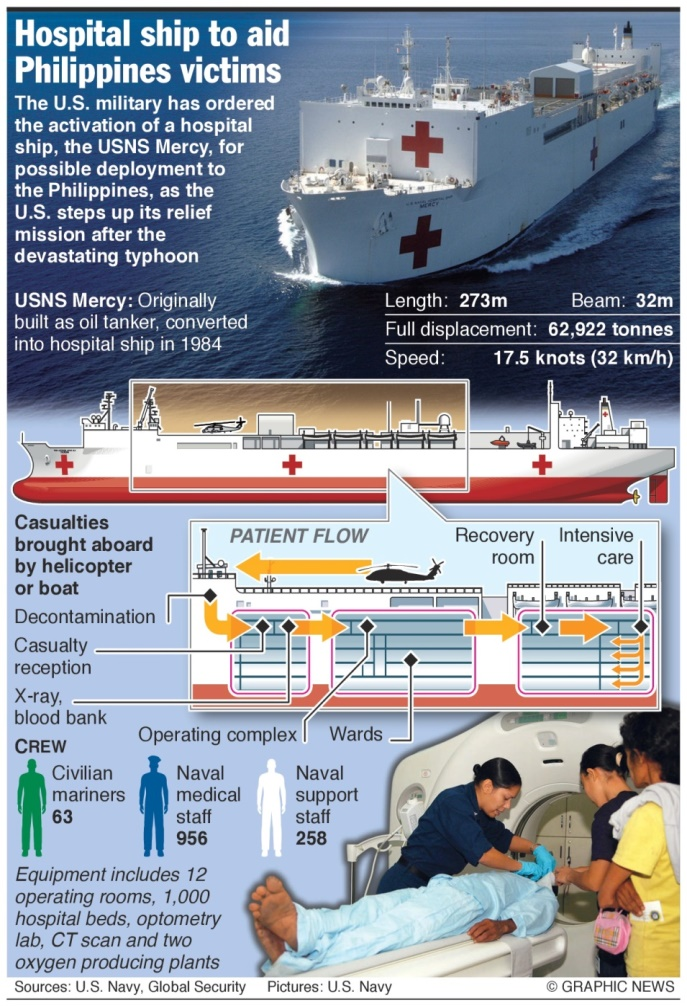 Hospital ship to aid
Philippines victims
The U.S. military has ordered
the activation of a hospital
ship, the USNS Mercy, for
possible deployment to
the Philippines, as the
U.S. steps up its relief
mission after the
devastating typhoon
USNS Mercy: Originally
built as oil tanker, converted
into hospital ship in 1984
Length: 273m Beam: 32m
Full displacement: 62,922 tonnes
Speed: 17.5 knots (32 km/h)
MERCY
Casualties
brought aboard
by helicopter
or boat
PATIENT FLOW
Recovery
room
Intensive
care
Decontamination
Casualty
reception
X-ray,
blood bank
Operating complex
Wards
CREW
Civilian
mariners
63
Naval
medical
staff
956
Naval
support
staff
258
Equipment includes 12
operating rooms, 1,000
hospital beds, optometry
lab, CT scan and two
oxygen producing plants
Sources: U.S. Navy, Global Security Pictures: U.S. Navy © GRAPHIC NEWS